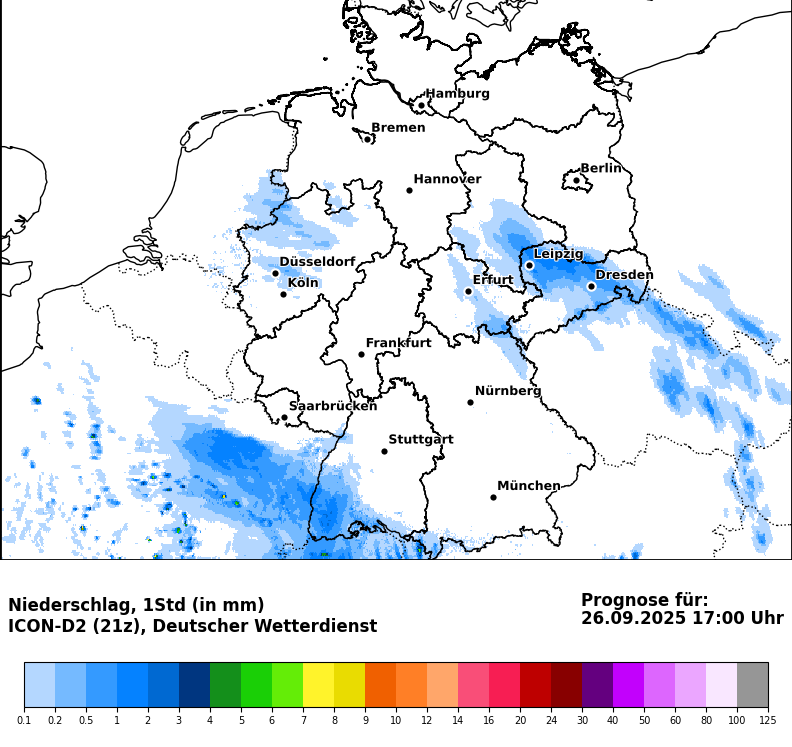 Hamburg
Bremen
Berlin
Hannover
Leipzig
Düsseldorf
Dresden
Erfurt
Köln
Frankfurt
Nürnberg
Saarbrücken
Stuttgart
München
Niederschlag, 1Std (in mm)
ICON-D2 (21z), Deutscher Wetterdienst
Prognose für:
26.09.2025 17:00 Uhr
0.1 0.2 0.5 1 2 3 4 5 6 7 8 9 10 12 14 16 20 24 30 40 50 60 80 100 125